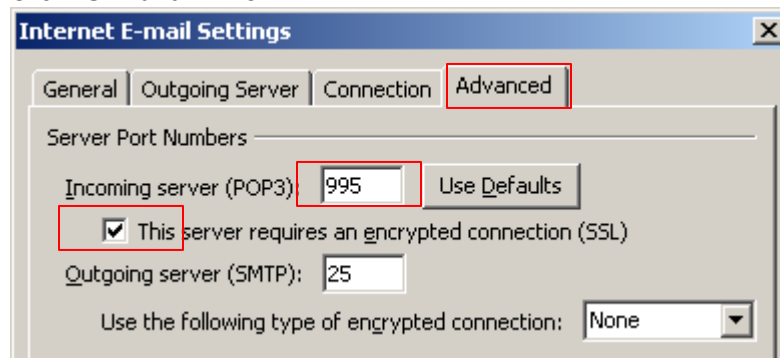 Internet E-mail Settings
General Outgoing Server Connection Advanced
Server Port Numbers
Incoming server (POP3): 995 Use Defaults
This server requires an encrypted connection (SSL)
Outgoing server (SMTP): 25
Use the following type of encrypted connection: None